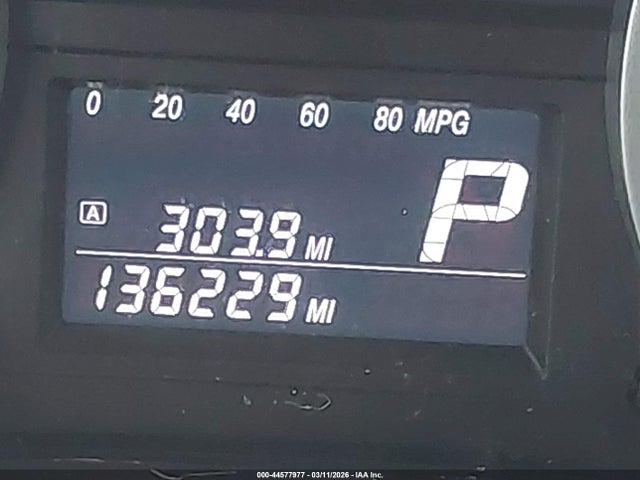 0 20 40 60 80 MPG
P
A 303.9 MI
136229 MI
000-44577977 - 03/11/2026 - IAA Inc.